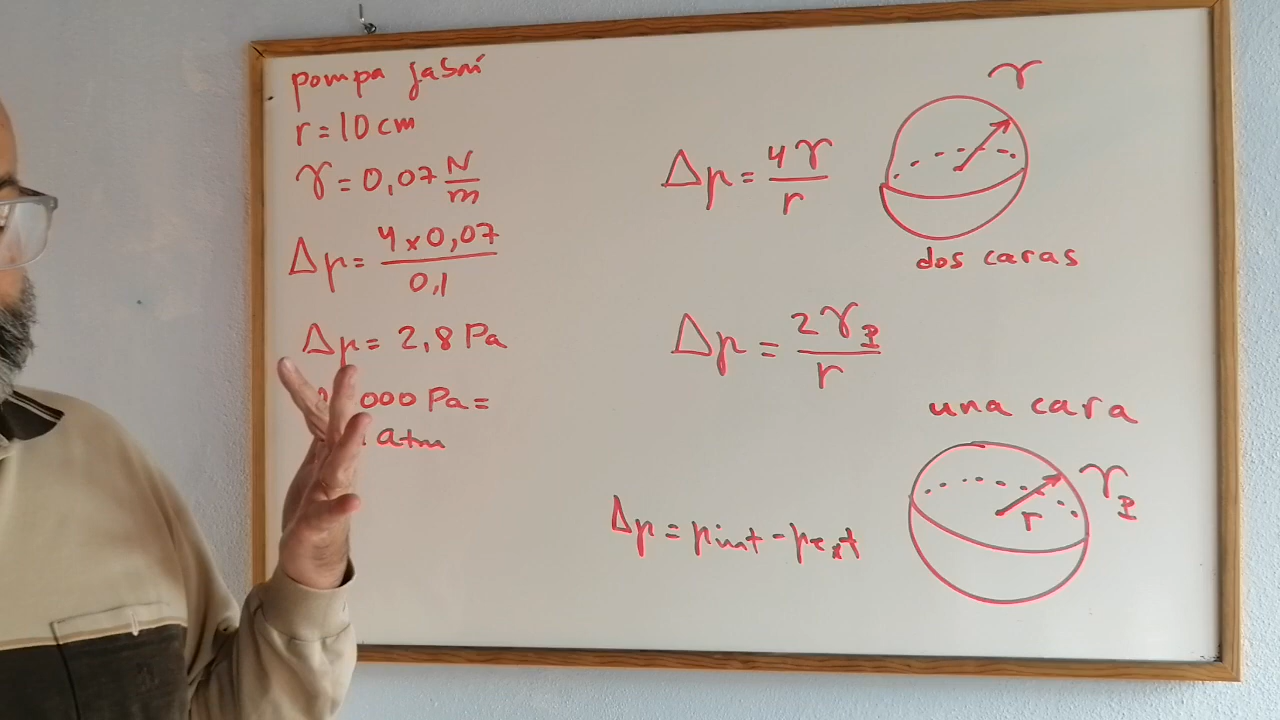 pompa jabní
r = 10 cm
γ = 0,07 N/m
Δp = 4 x 0,07 / 0,1
Δp = 2,8 Pa
000 Pa =
atm
γ
Δp = 4γ / r
dos caras
Δp = 2γ / r
una cara
γ
r
Δp = pint - pext